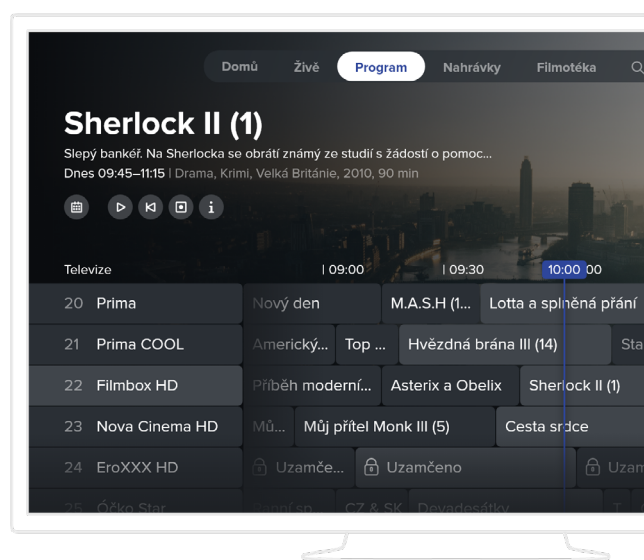 Domů Živě Program Nahrávky Filmotéka
Sherlock II (1)
Slepý bankéř. Na Sherlocka se obrátí známý ze studií s žádostí o pomoc...
Dnes 09:45–11:15 | Drama, Krimi, Velká Británie, 2010, 90 min
Televize | 09:00 | 09:30 10:00 00
20 Prima Nový den M.A.S.H (1... Lotta a splněná přání
21 Prima COOL Americký... Top ... Hvězdná brána III (14) Sta
22 Filmbox HD Příběh moderní... Asterix a Obelix Sherlock II (1)
23 Nova Cinema HD Mů... Můj přítel Monk III (5) Cesta srdce
24 EroXXX HD Uzamče... Uzamčeno Uzam
25 Óčko Star CZ & SK Devadesátky